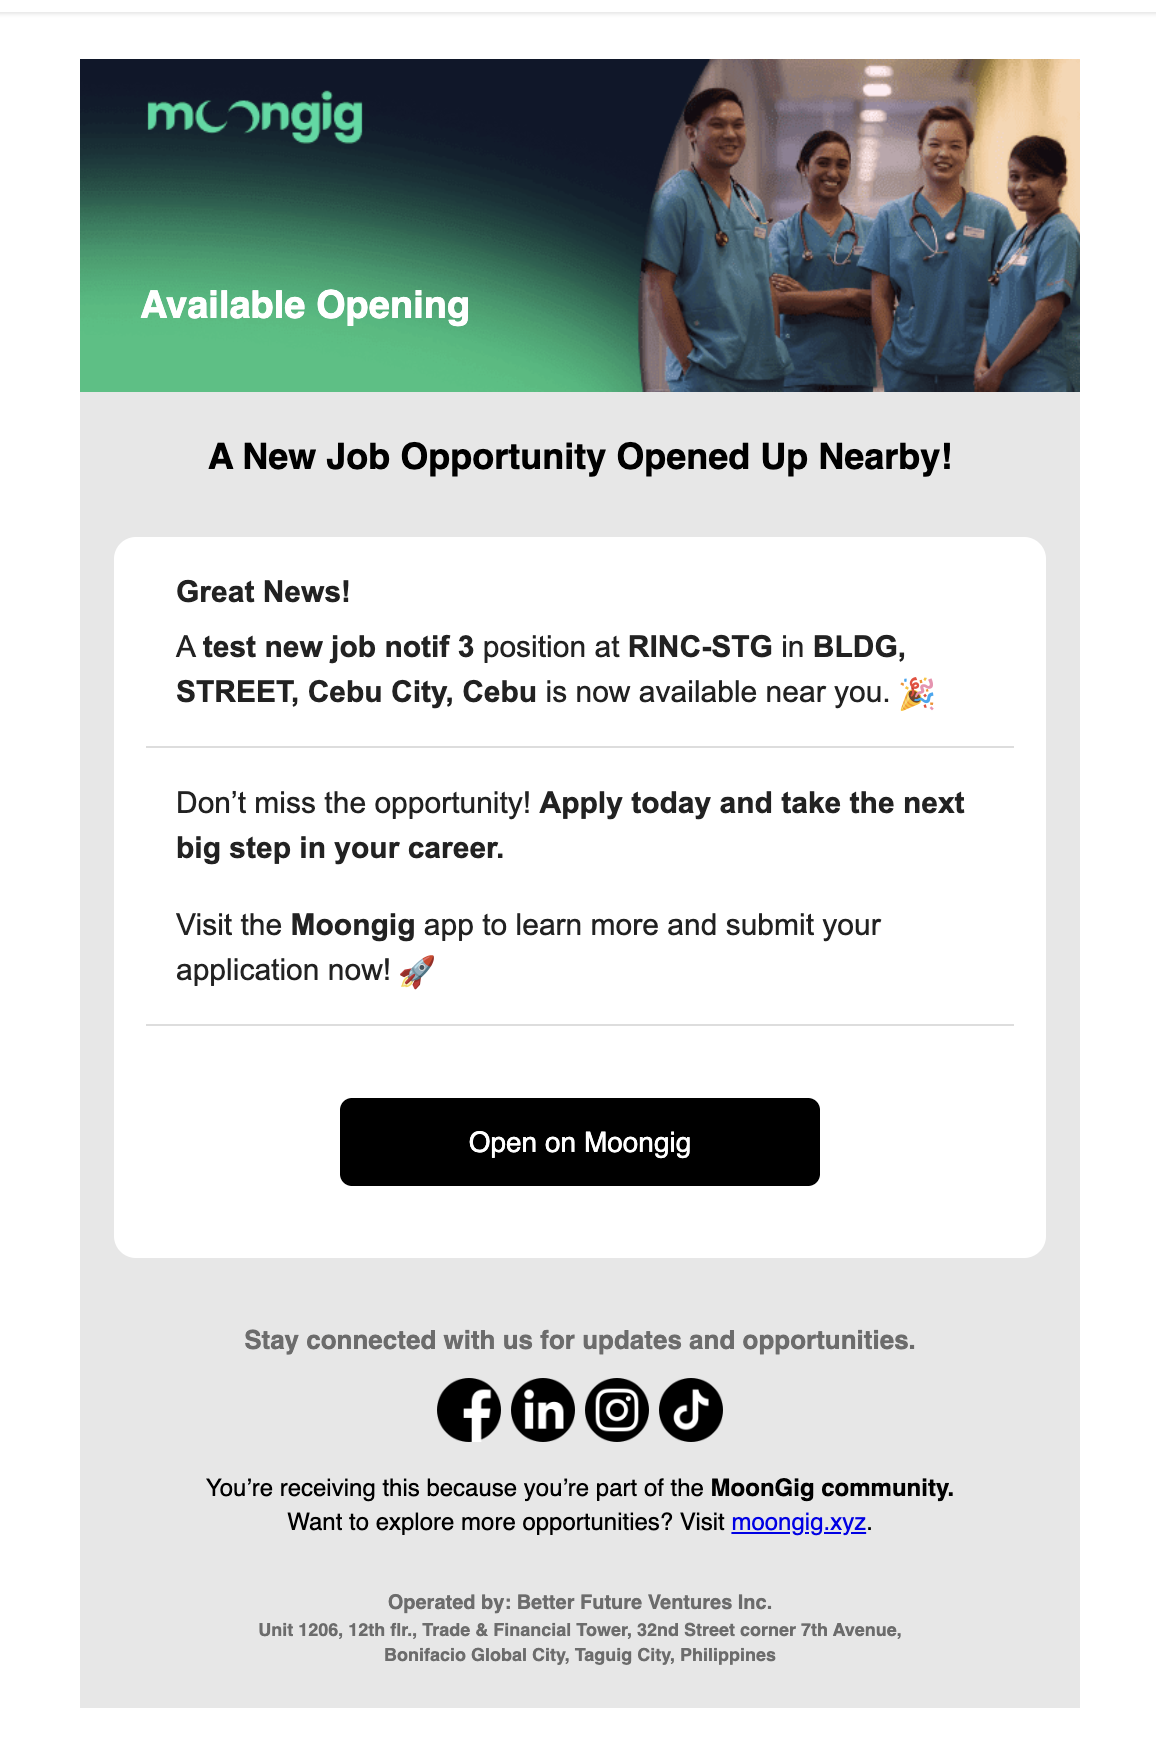 moongig
Available Opening
A New Job Opportunity Opened Up Nearby!
Great News!
A test new job notif 3 position at RINC-STG in BLDG,
STREET, Cebu City, Cebu is now available near you. 🎉
Don’t miss the opportunity! Apply today and take the next
big step in your career.
Visit the Moongig app to learn more and submit your
application now! 🚀
Open on Moongig
Stay connected with us for updates and opportunities.
You’re receiving this because you’re part of the MoonGig community.
Want to explore more opportunities? Visit moongig.xyz.
Operated by: Better Future Ventures Inc.
Unit 1206, 12th flr., Trade & Financial Tower, 32nd Street corner 7th Avenue,
Bonifacio Global City, Taguig City, Philippines